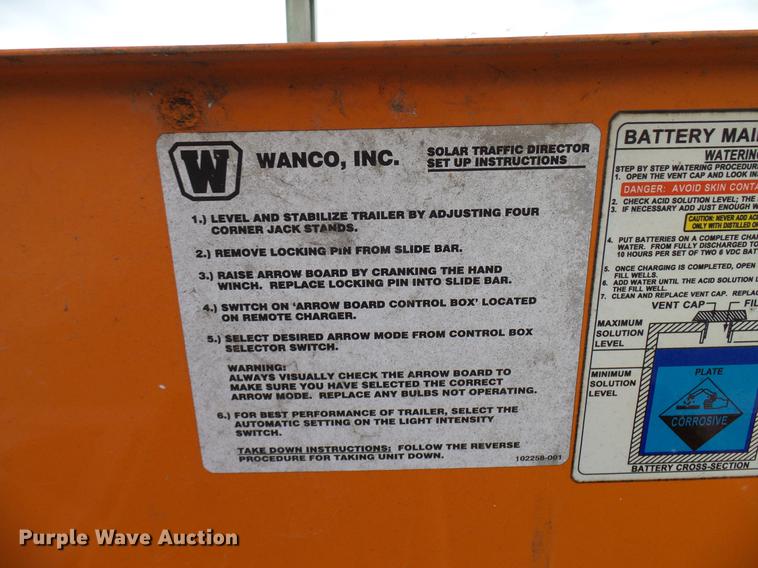 W
WANCO, INC.
SOLAR TRAFFIC DIRECTOR
SET UP INSTRUCTIONS
1.) LEVEL AND STABILIZE TRAILER BY ADJUSTING FOUR
CORNER JACK STANDS.
2.) REMOVE LOCKING PIN FROM SLIDE BAR.
3.) RAISE ARROW BOARD BY CRANKING THE HAND
WINCH. REPLACE LOCKING PIN INTO SLIDE BAR.
4.) SWITCH ON 'ARROW BOARD CONTROL BOX' LOCATED
ON REMOTE CHARGER.
5.) SELECT DESIRED ARROW MODE FROM CONTROL BOX
SELECTOR SWITCH.
WARNING:
ALWAYS VISUALLY CHECK THE ARROW BOARD TO
MAKE SURE YOU HAVE SELECTED THE CORRECT
ARROW MODE. REPLACE ANY BULBS NOT OPERATING.
6.) FOR BEST PERFORMANCE OF TRAILER, SELECT THE
AUTOMATIC SETTING ON THE LIGHT INTENSITY
SWITCH.
TAKE DOWN INSTRUCTIONS: FOLLOW THE REVERSE
PROCEDURE FOR TAKING UNIT DOWN.
102258-001
BATTERY MAI
WATERIN
STEP BY STEP WATERING PROCEDUR
1. OPEN THE VENT CAP AND LOOK IN
DANGER: AVOID SKIN CONTA
2. CHECK ACID SOLUTION LEVEL; THE
3. IF NECESSARY ADD JUST ENOUGH W
CAUTION: NEVER ADD ACI
ONLY WITH DISTILLED O
4. PUT BATTERIES ON A COMPLETE CHA
WATER. FROM FULLY DISCHARGED TO
10 HOURS PER SET OF TWO 6 VDC BAT
5. ONCE CHARGING IS COMPLETED, OPEN
FILL WELLS.
6. ADD WATER UNTIL THE ACID SOLUTION
THE FILL WELL.
7. CLEAN AND REPLACE VENT CAP. REPLA
VENT CAP
FIL
MAXIMUM
SOLUTION
LEVEL
MINIMUM
SOLUTION
LEVEL
PLATE
CORROSIVE
BATTERY CROSS-SECTION
Purple Wave Auction